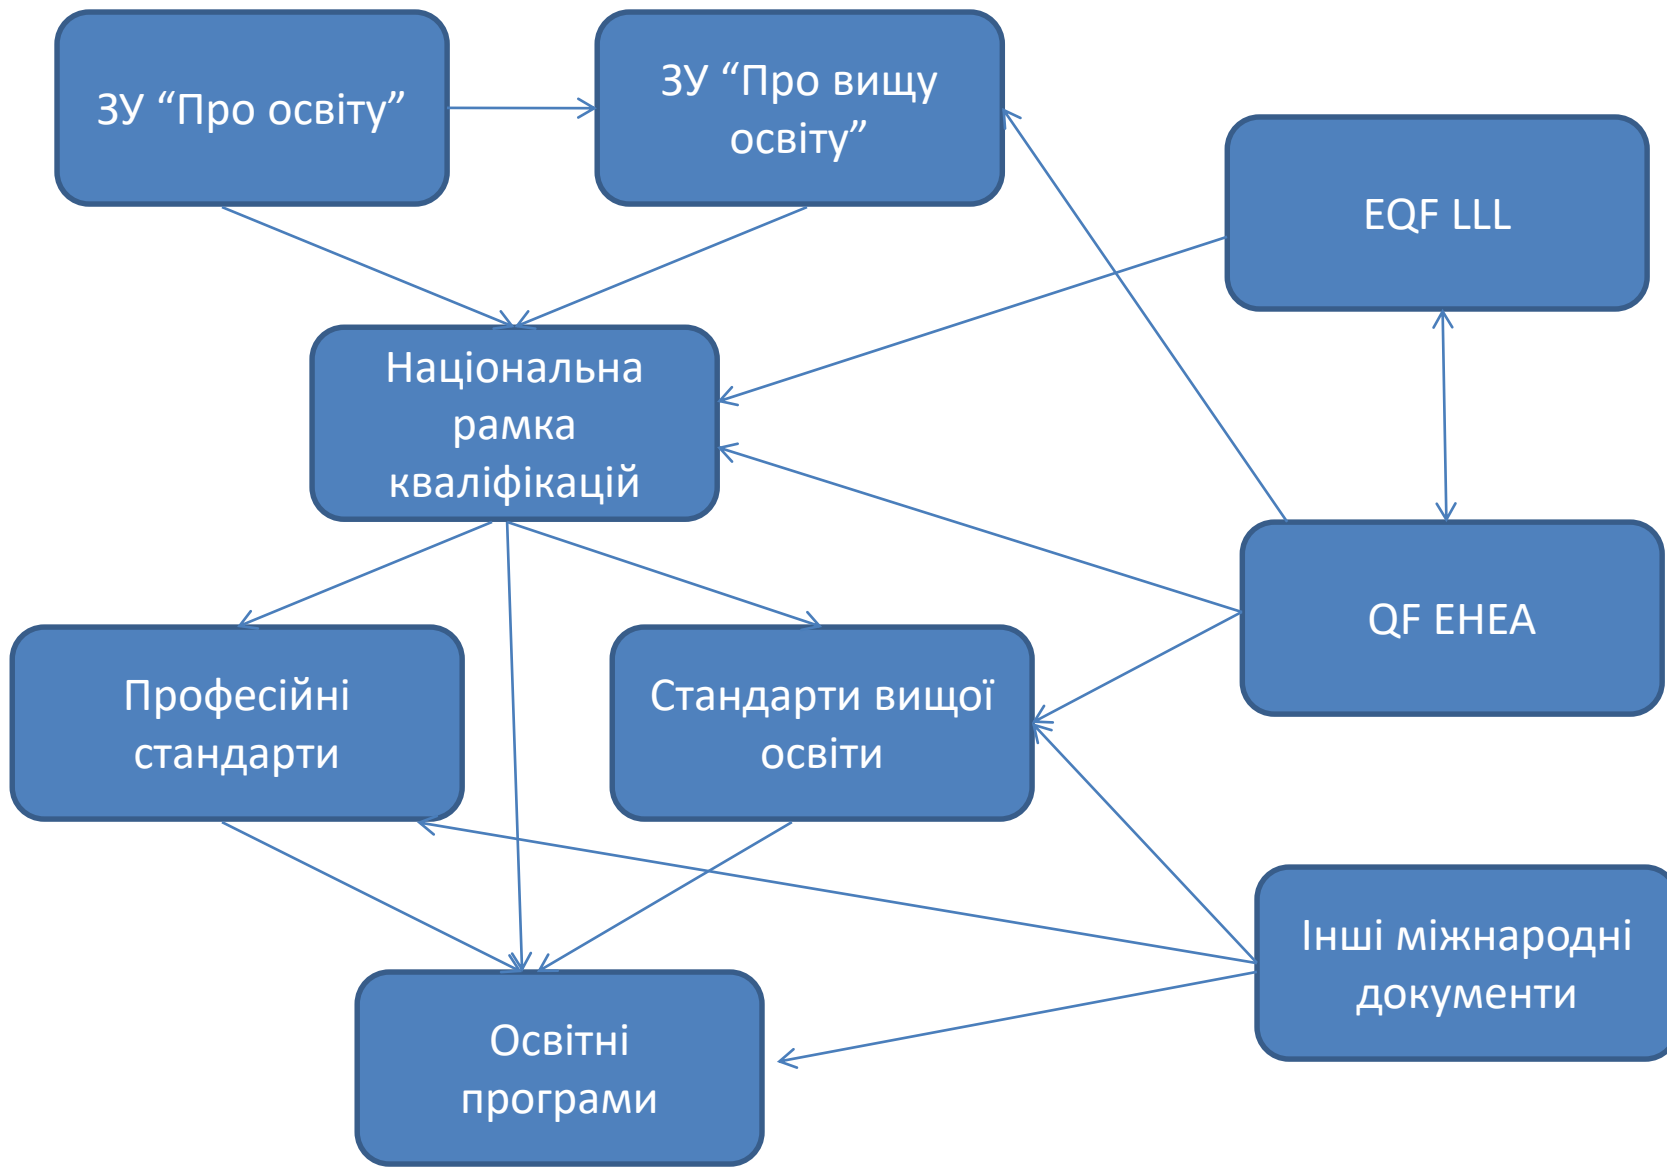 ЗУ “Про освіту”
ЗУ “Про вищу
освіту”
EQF LLL
Національна
рамка
кваліфікацій
QF EHEA
Професійні
стандарти
Стандарти вищої
освіти
Інші міжнародні
документи
Освітні
програми